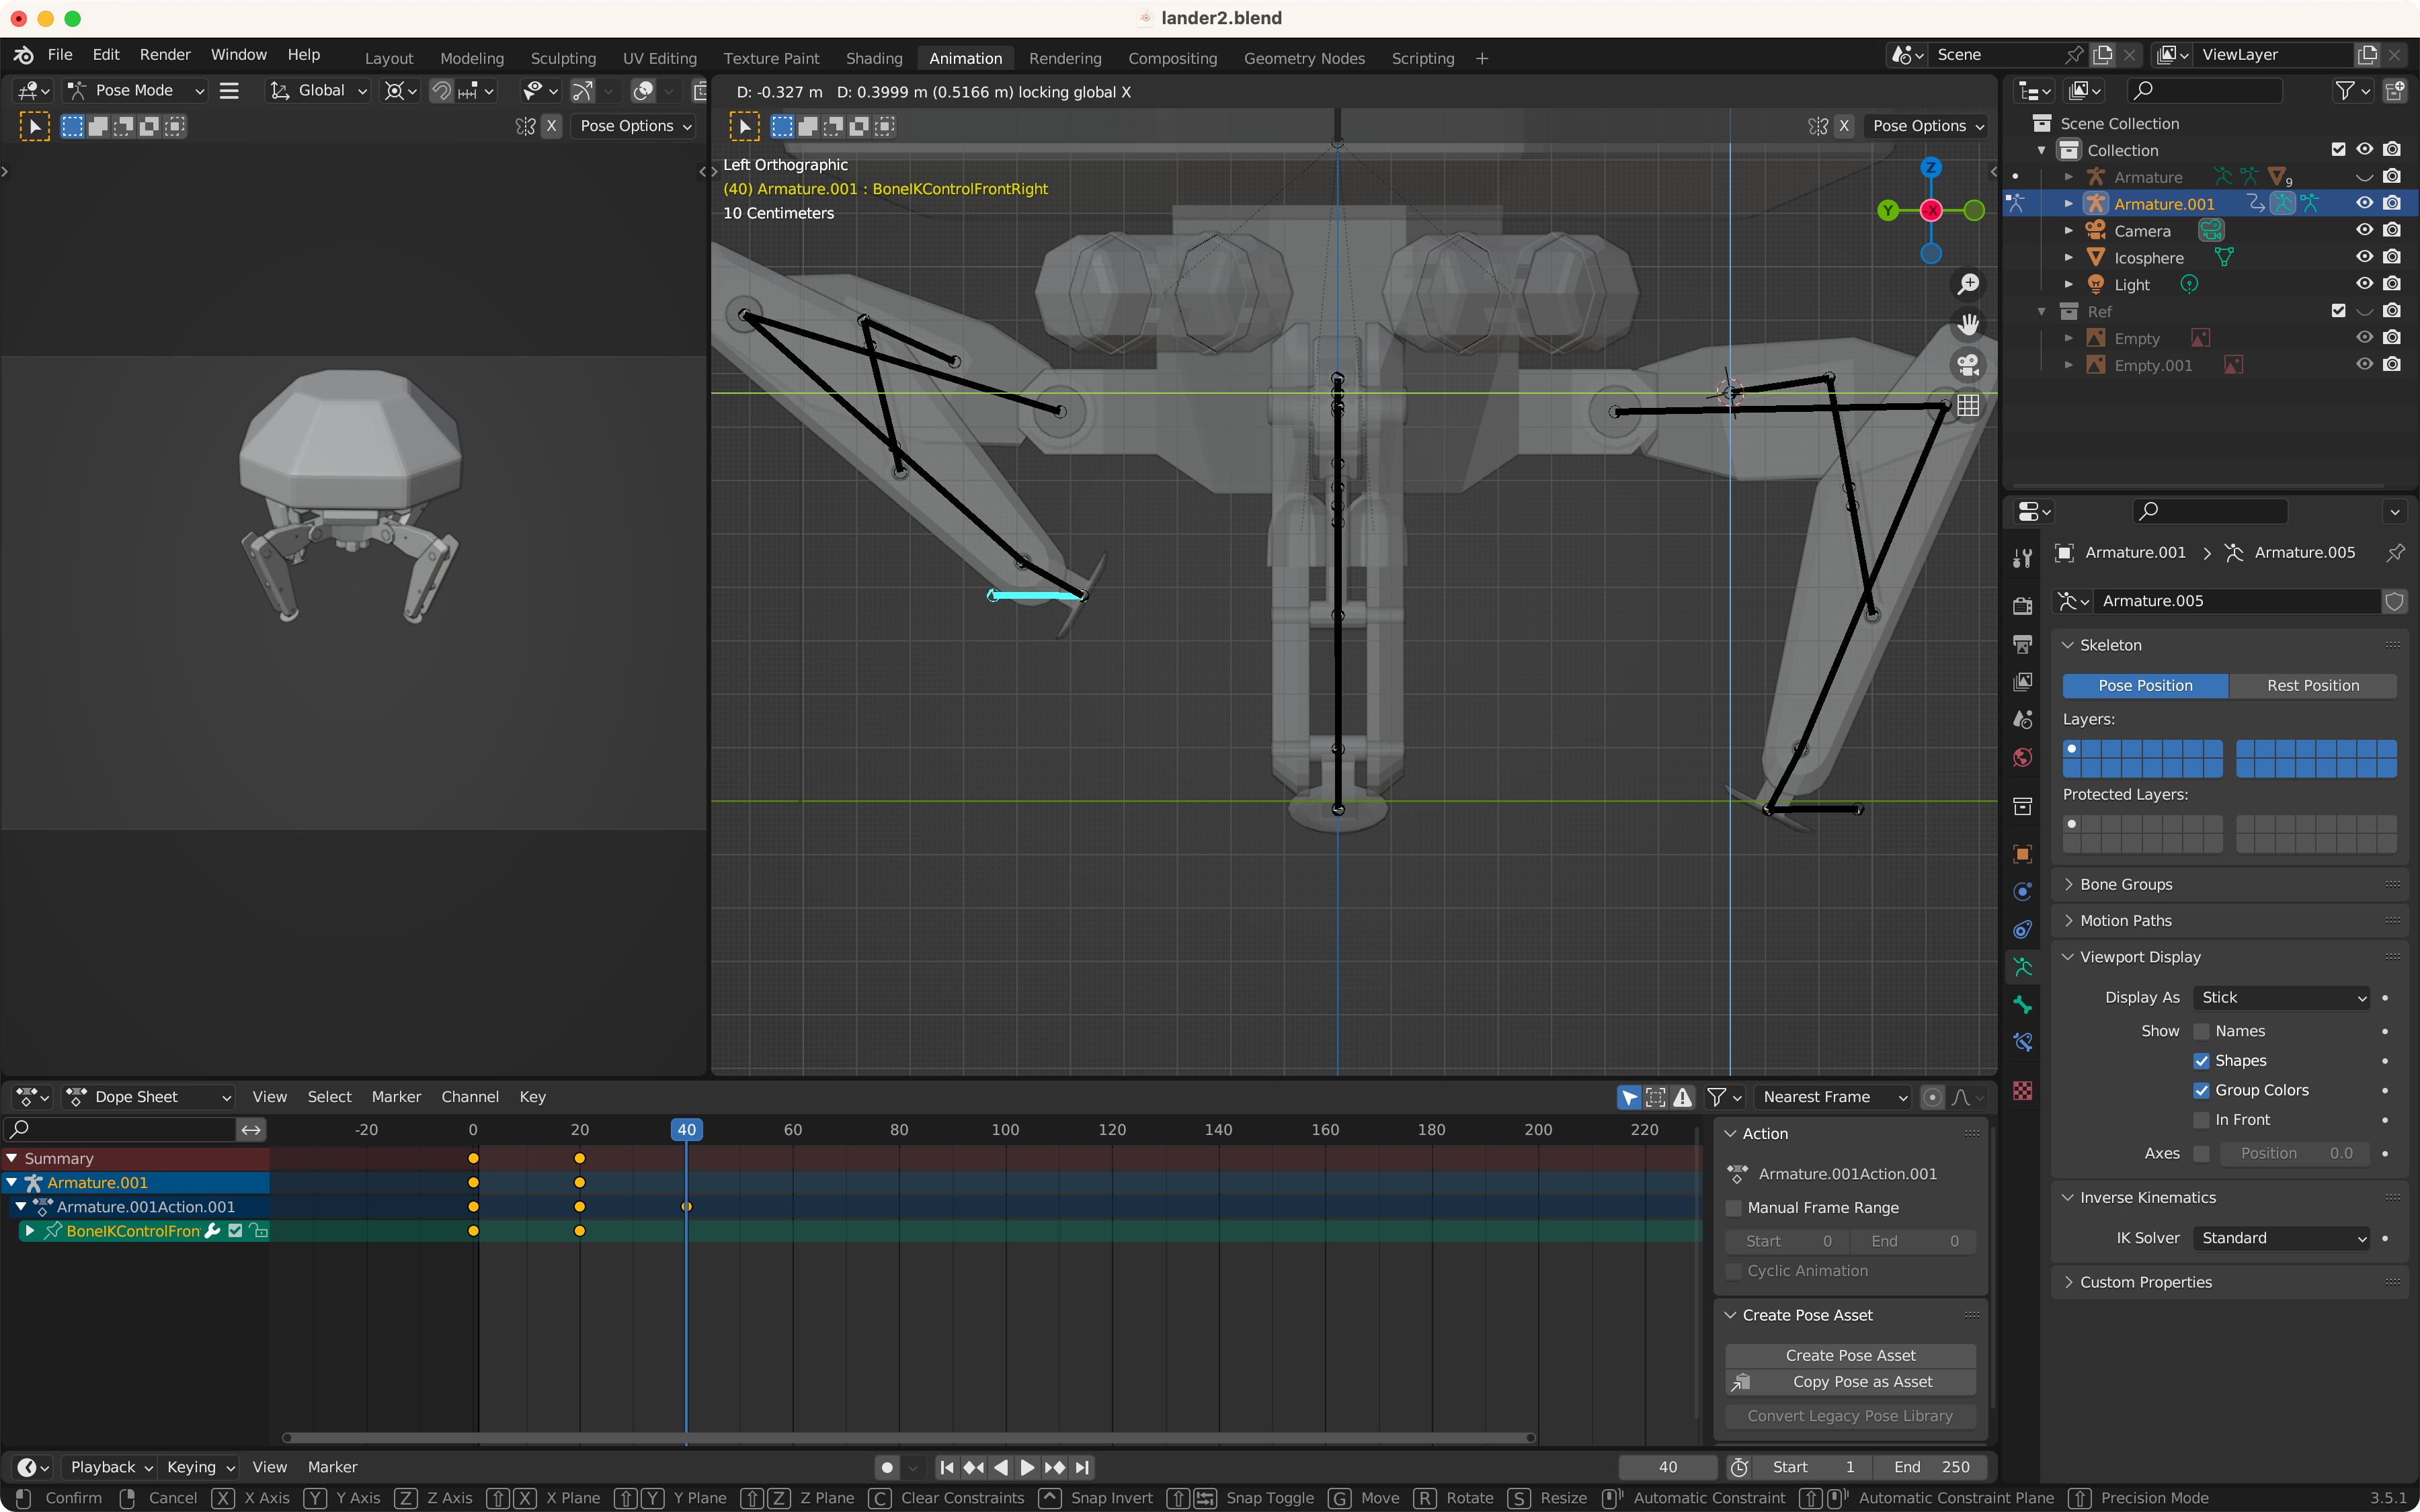 lander2.blend
File Edit Render Window Help Layout Modeling Sculpting UV Editing Texture Paint Shading Animation Rendering Compositing Geometry Nodes Scripting + Scene ViewLayer
Pose Mode Global
D: -0.327 m D: 0.3999 m (0.5166 m) locking global X
X Pose Options
X Pose Options
Left Orthographic
(40) Armature.001 : BoneIKControlFrontRight
10 Centimeters
Z
Y
-X
Scene Collection
Collection
Armature 9
Armature.001
Camera
Icosphere
Light
Ref
Empty
Empty.001
Armature.001 > Armature.005
Armature.005
Skeleton
Pose Position Rest Position
Layers:
Protected Layers:
Bone Groups
Motion Paths
Viewport Display
Display As Stick
Show Names
Shapes
Group Colors
In Front
Axes Position 0.0
Inverse Kinematics
IK Solver Standard
Custom Properties
Dope Sheet View Select Marker Channel Key Nearest Frame
-20 0 20 40 60 80 100 120 140 160 180 200 220
Summary
Armature.001
Armature.001Action.001
BoneIKControlFron
Action
Armature.001Action.001
Manual Frame Range
Start 0 End 0
Cyclic Animation
Create Pose Asset
Create Pose Asset
Copy Pose as Asset
Convert Legacy Pose Library
Playback Keying View Marker 40 Start 1 End 250
Confirm Cancel X X Axis Y Y Axis Z Z Axis X X Plane Y Y Plane Z Z Plane C Clear Constraints Snap Invert Snap Toggle G Move R Rotate S Resize Automatic Constraint Automatic Constraint Plane Precision Mode 3.5.1